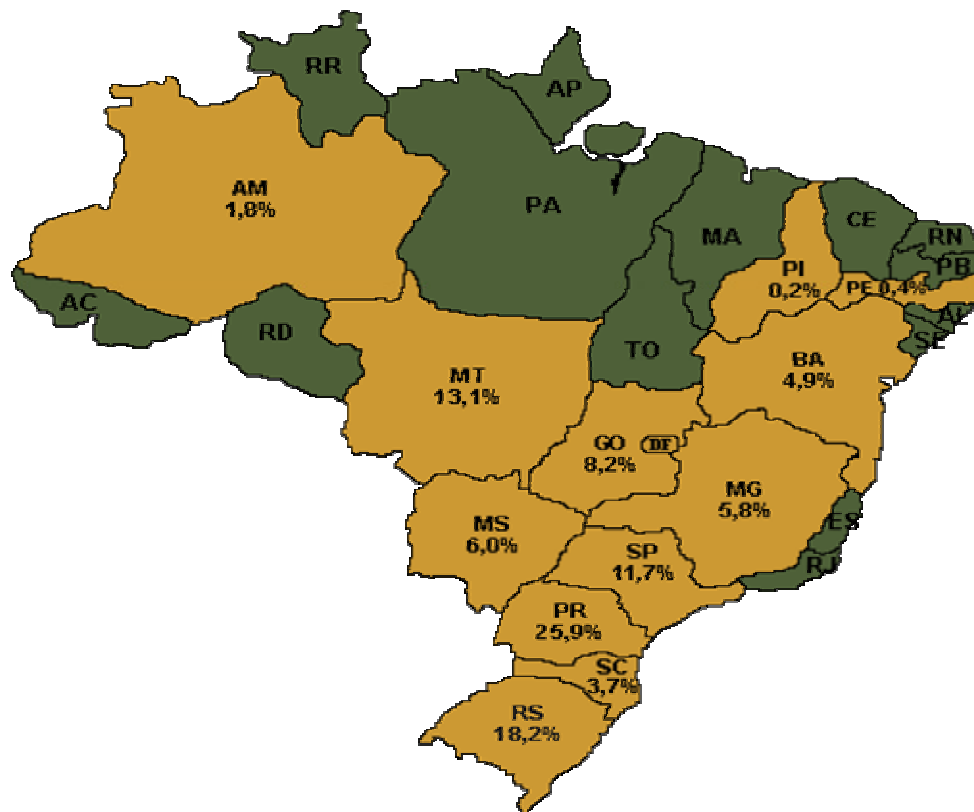 RR
AP
AM
1,8%
PA
CE
RN
MA
PB
PI
0,2%
PE 0,4%
AC
AL
RD
SE
TO
BA
4,9%
MT
13,1%
GO
8,2%
DF
MG
5,8%
MS
6,0%
ES
SP
11,7%
RJ
PR
25,9%
SC
3,7%
RS
18,2%